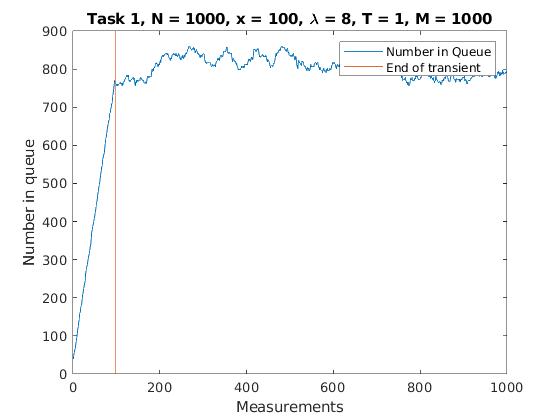 Task 1, N = 1000, x = 100, λ = 8, T = 1, M = 1000
900
800
700
600
500
400
300
200
100
0
Number in queue
Number in Queue
End of transient
0 200 400 600 800 1000
Measurements